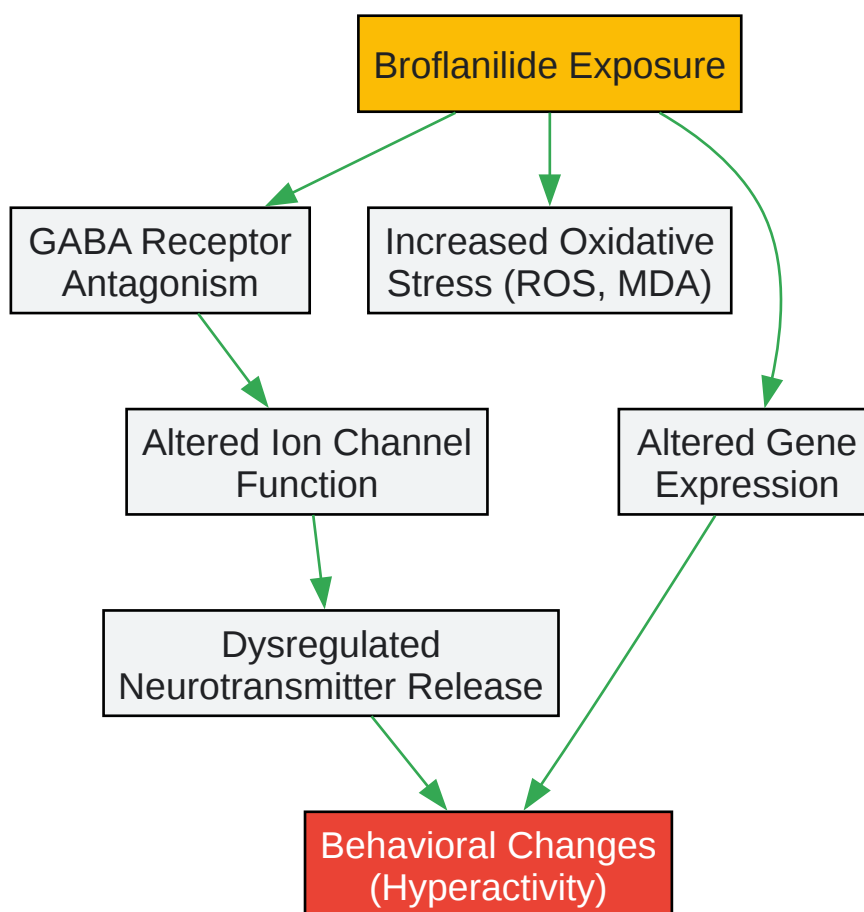 Broflanilide Exposure
GABA Receptor
Antagonism
Increased Oxidative
Stress (ROS, MDA)
Altered Ion Channel
Function
Altered Gene
Expression
Dysregulated
Neurotransmitter Release
Behavioral Changes
(Hyperactivity)